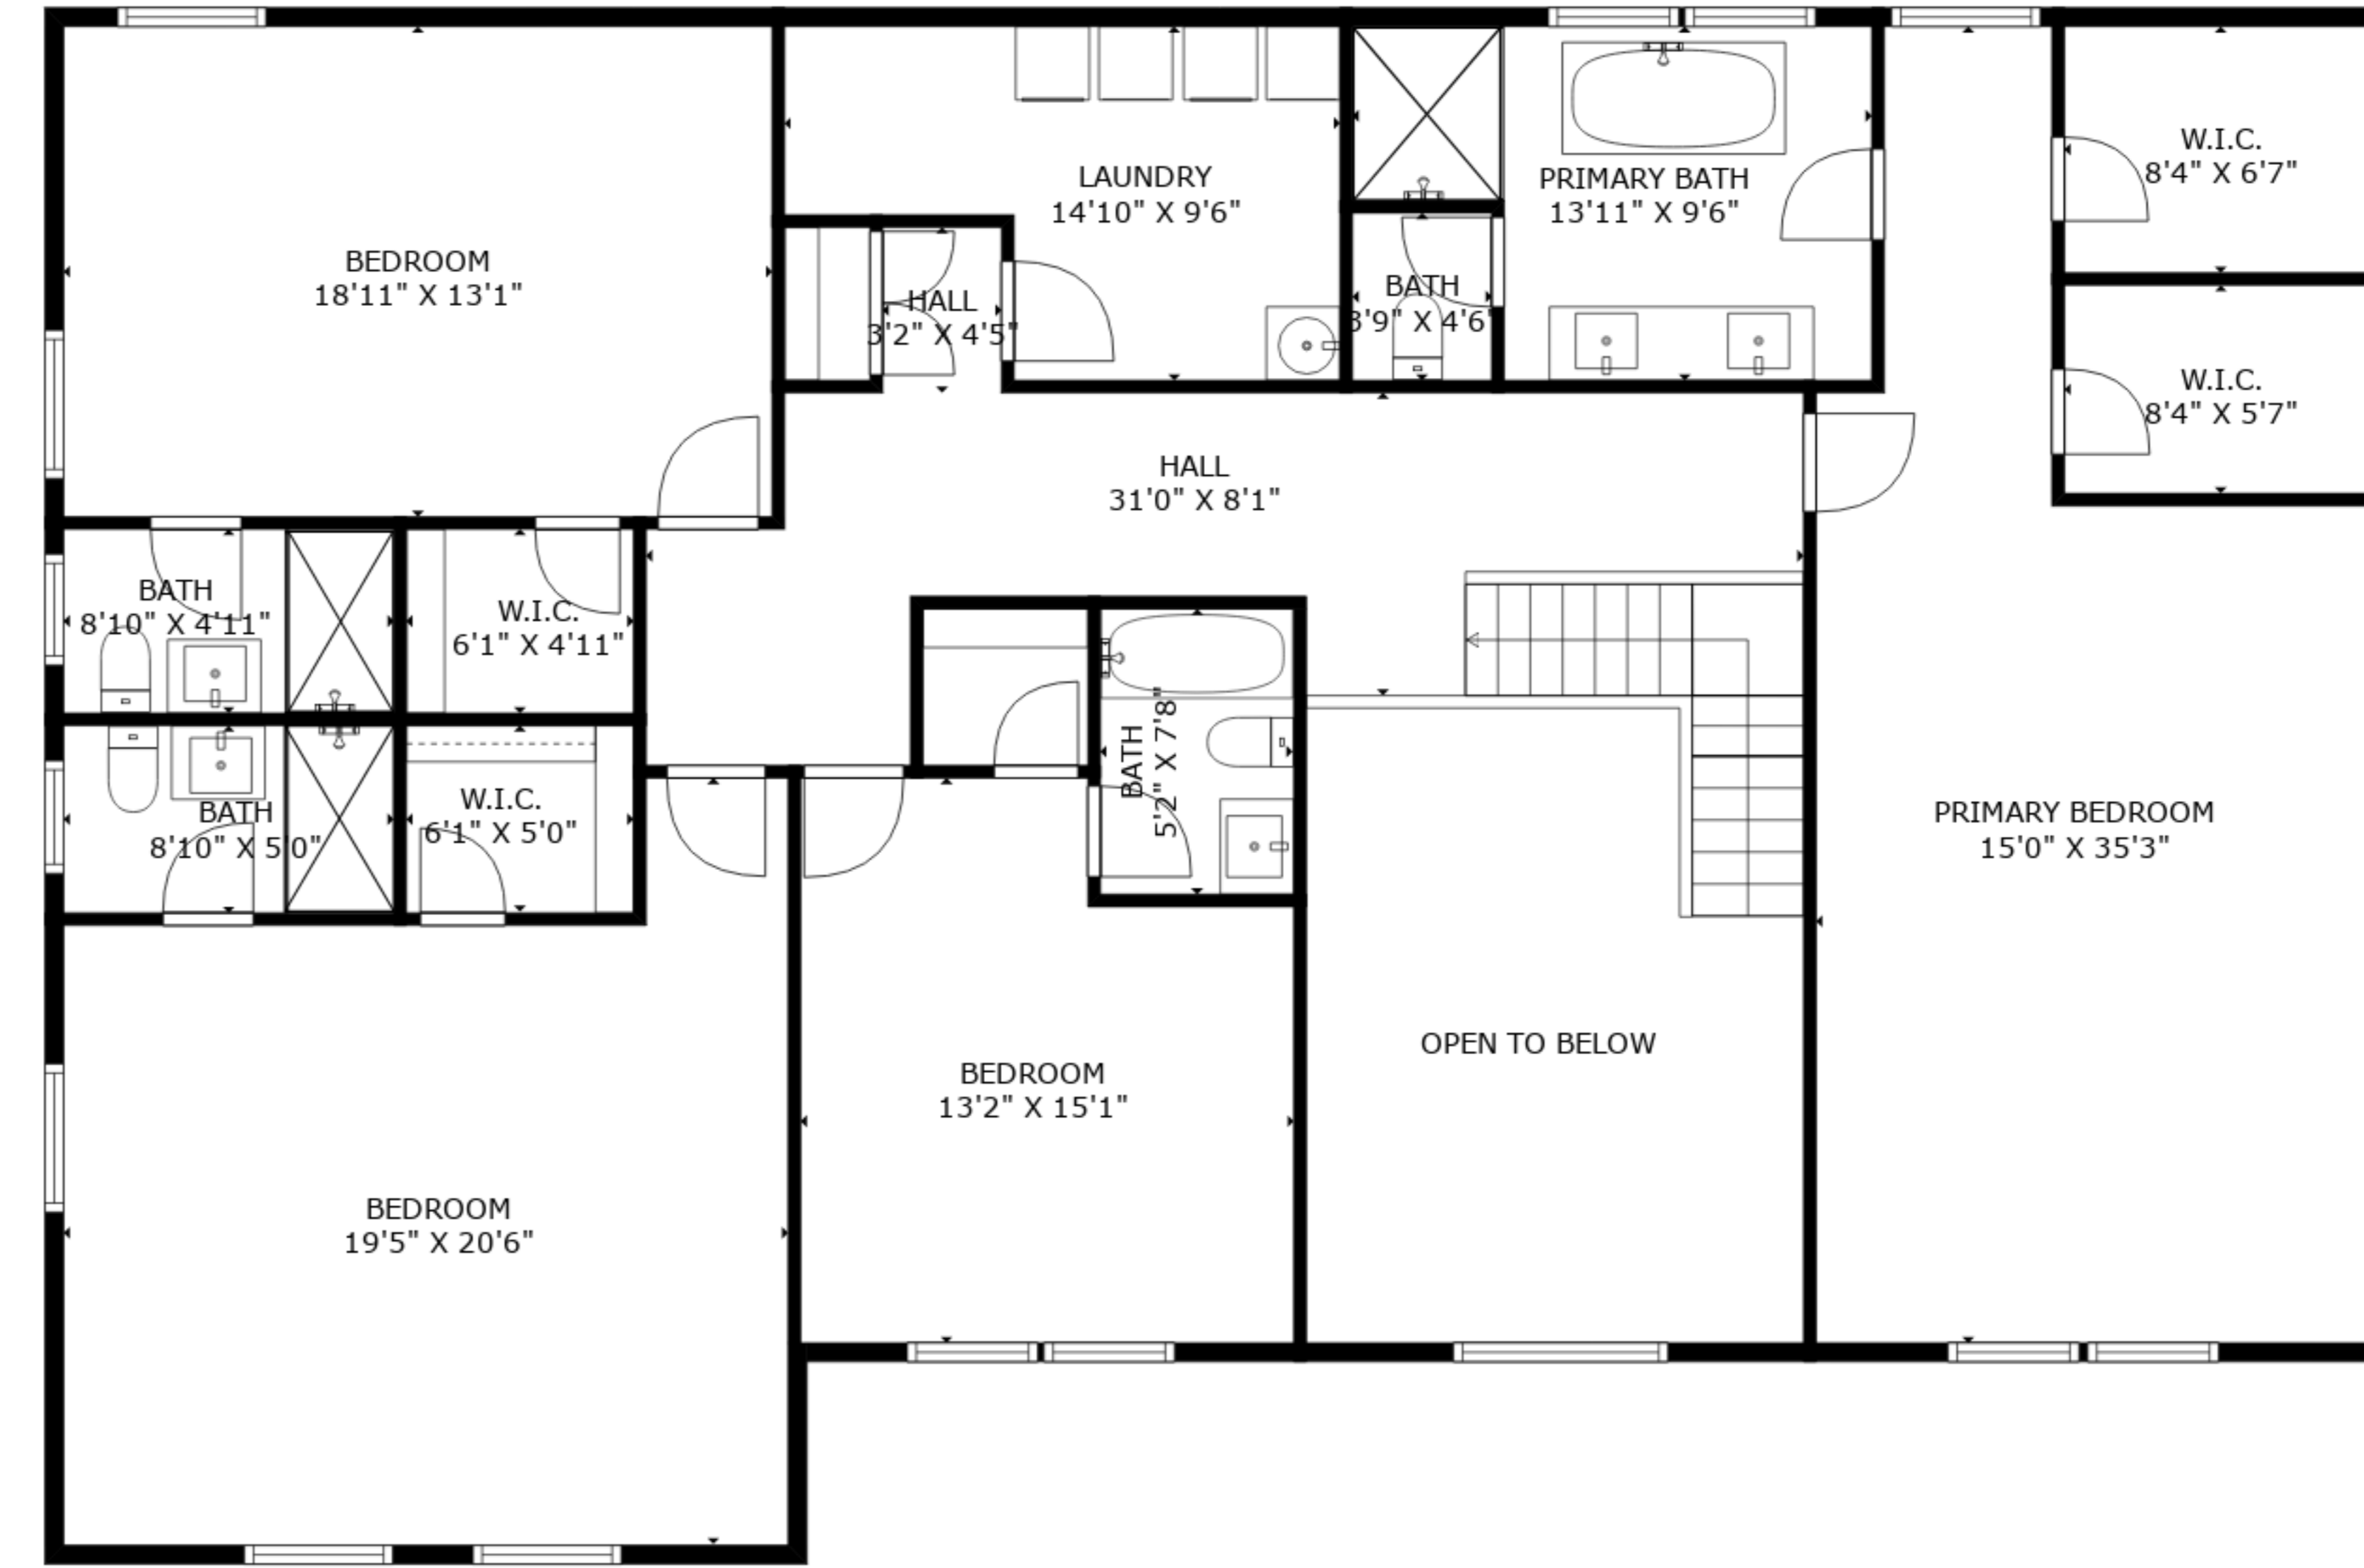 W.I.C.
8'4" X 6'7"
LAUNDRY
14'10" X 9'6"
PRIMARY BATH
13'11" X 9'6"
BEDROOM
18'11" X 13'1"
HALL
3'2" X 4'5"
BATH
3'9" X 4'6"
W.I.C.
8'4" X 5'7"
HALL
31'0" X 8'1"
BATH
8'10" X 4'11"
W.I.C.
6'1" X 4'11"
BATH
5'2" X 7'8"
W.I.C.
6'1" X 5'0"
BATH
8'10" X 5'0"
PRIMARY BEDROOM
15'0" X 35'3"
OPEN TO BELOW
BEDROOM
13'2" X 15'1"
BEDROOM
19'5" X 20'6"